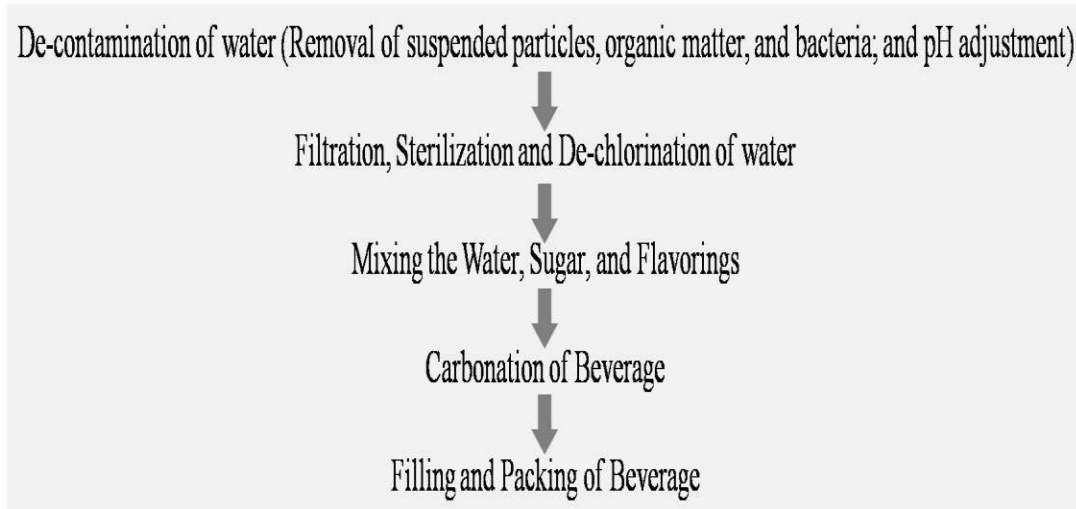 De-contamination of water (Removal of suspended particles, organic matter, and bacteria; and pH adjustment)
Filtration, Sterilization and De-chlorination of water
Mixing the Water, Sugar, and Flavorings
Carbonation of Beverage
Filling and Packing of Beverage